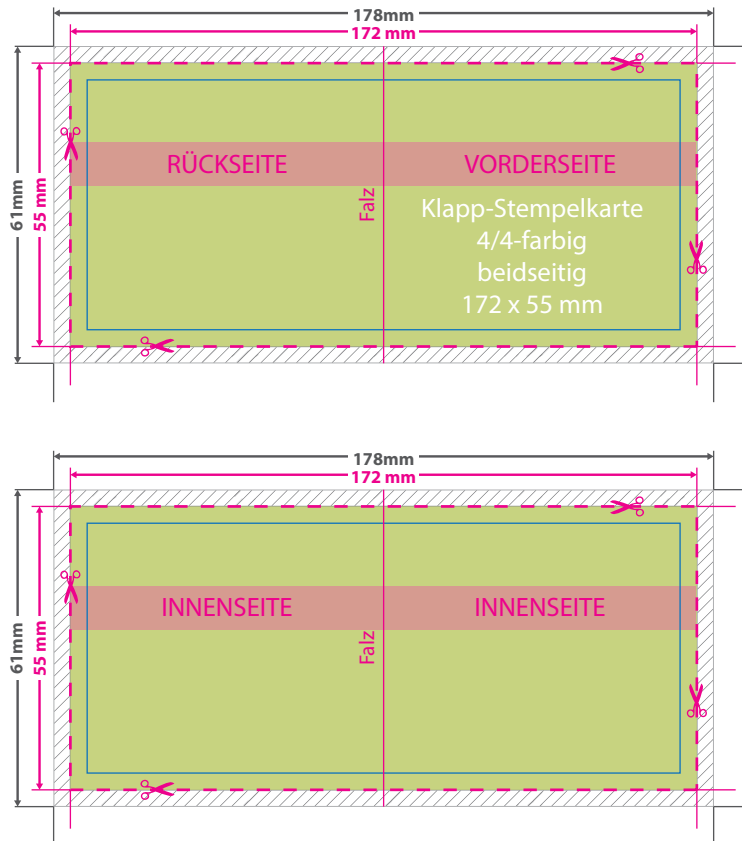 178mm
172 mm
61mm
55 mm
RÜCKSEITE
VORDERSEITE
Falz
Klapp-Stempelkarte
4/4-farbig
beidseitig
172 x 55 mm
178mm
172 mm
61mm
55 mm
INNENSEITE
INNENSEITE
Falz